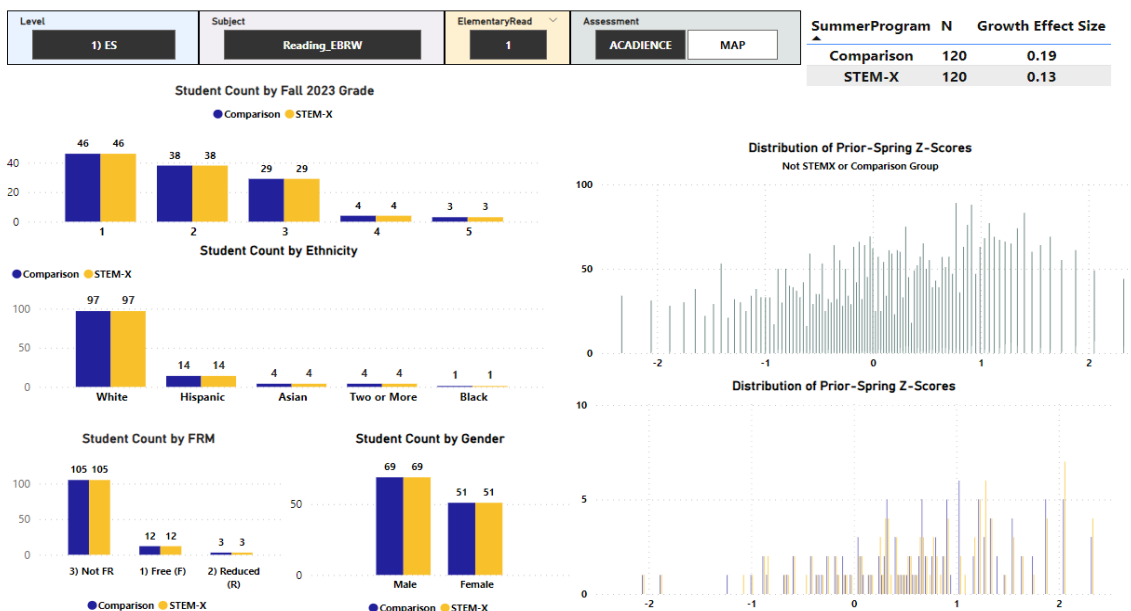 Level
1) ES
Subject
Reading_EBRW
ElementaryRead
1
Assessment
ACADIENCE MAP
SummerProgram N Growth Effect Size
Comparison 120 0.19
STEM-X 120 0.13
Student Count by Fall 2023 Grade
Comparison STEM-X
46 46
38 38
29 29
4 4
3 3
40
20
0
1 2 3 4 5
Student Count by Ethnicity
Comparison STEM-X
97 97
14 14
4 4
4 4
1 1
100
50
0
White Hispanic Asian Two or More Black
Student Count by FRM
105 105
12 12
3 3
100
50
0
3) Not FR 1) Free (F) 2) Reduced
(R)
Comparison STEM-X
Student Count by Gender
69 69
51 51
50
0
Male Female
Comparison STEM-X
Distribution of Prior-Spring Z-Scores
Not STEMX or Comparison Group
100
50
0
-2 -1 0 1 2
Distribution of Prior-Spring Z-Scores
10
5
0
-2 -1 0 1 2